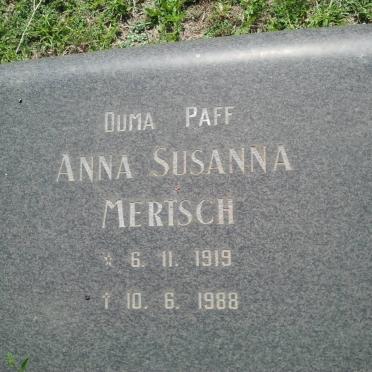 OUMA PAFF
ANNA SUSANNA
MERTSCH
* 6. 11. 1919
† 10. 6. 1988